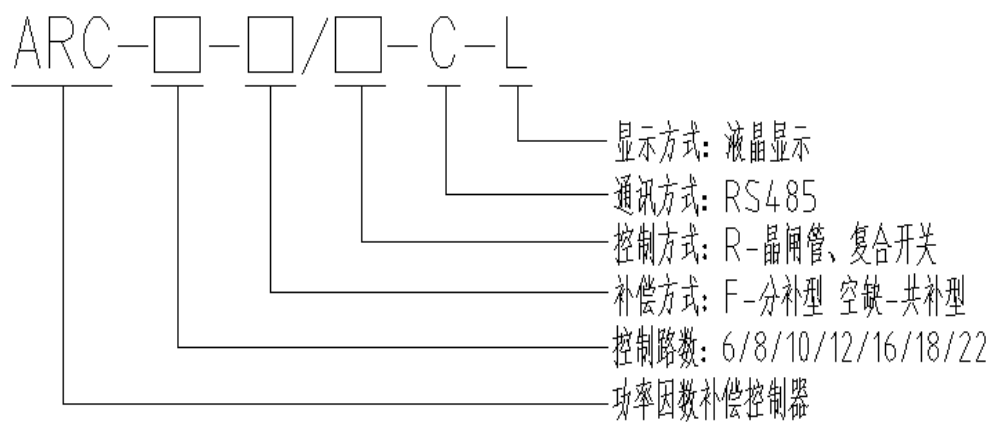 ARC-□-□/□-C-L
显示方式：液晶显示
通讯方式：RS485
控制方式：R-晶闸管、复合开关
补偿方式：F-分补型 空缺-共补型
控制路数：6/8/10/12/16/18/22
功率因数补偿控制器